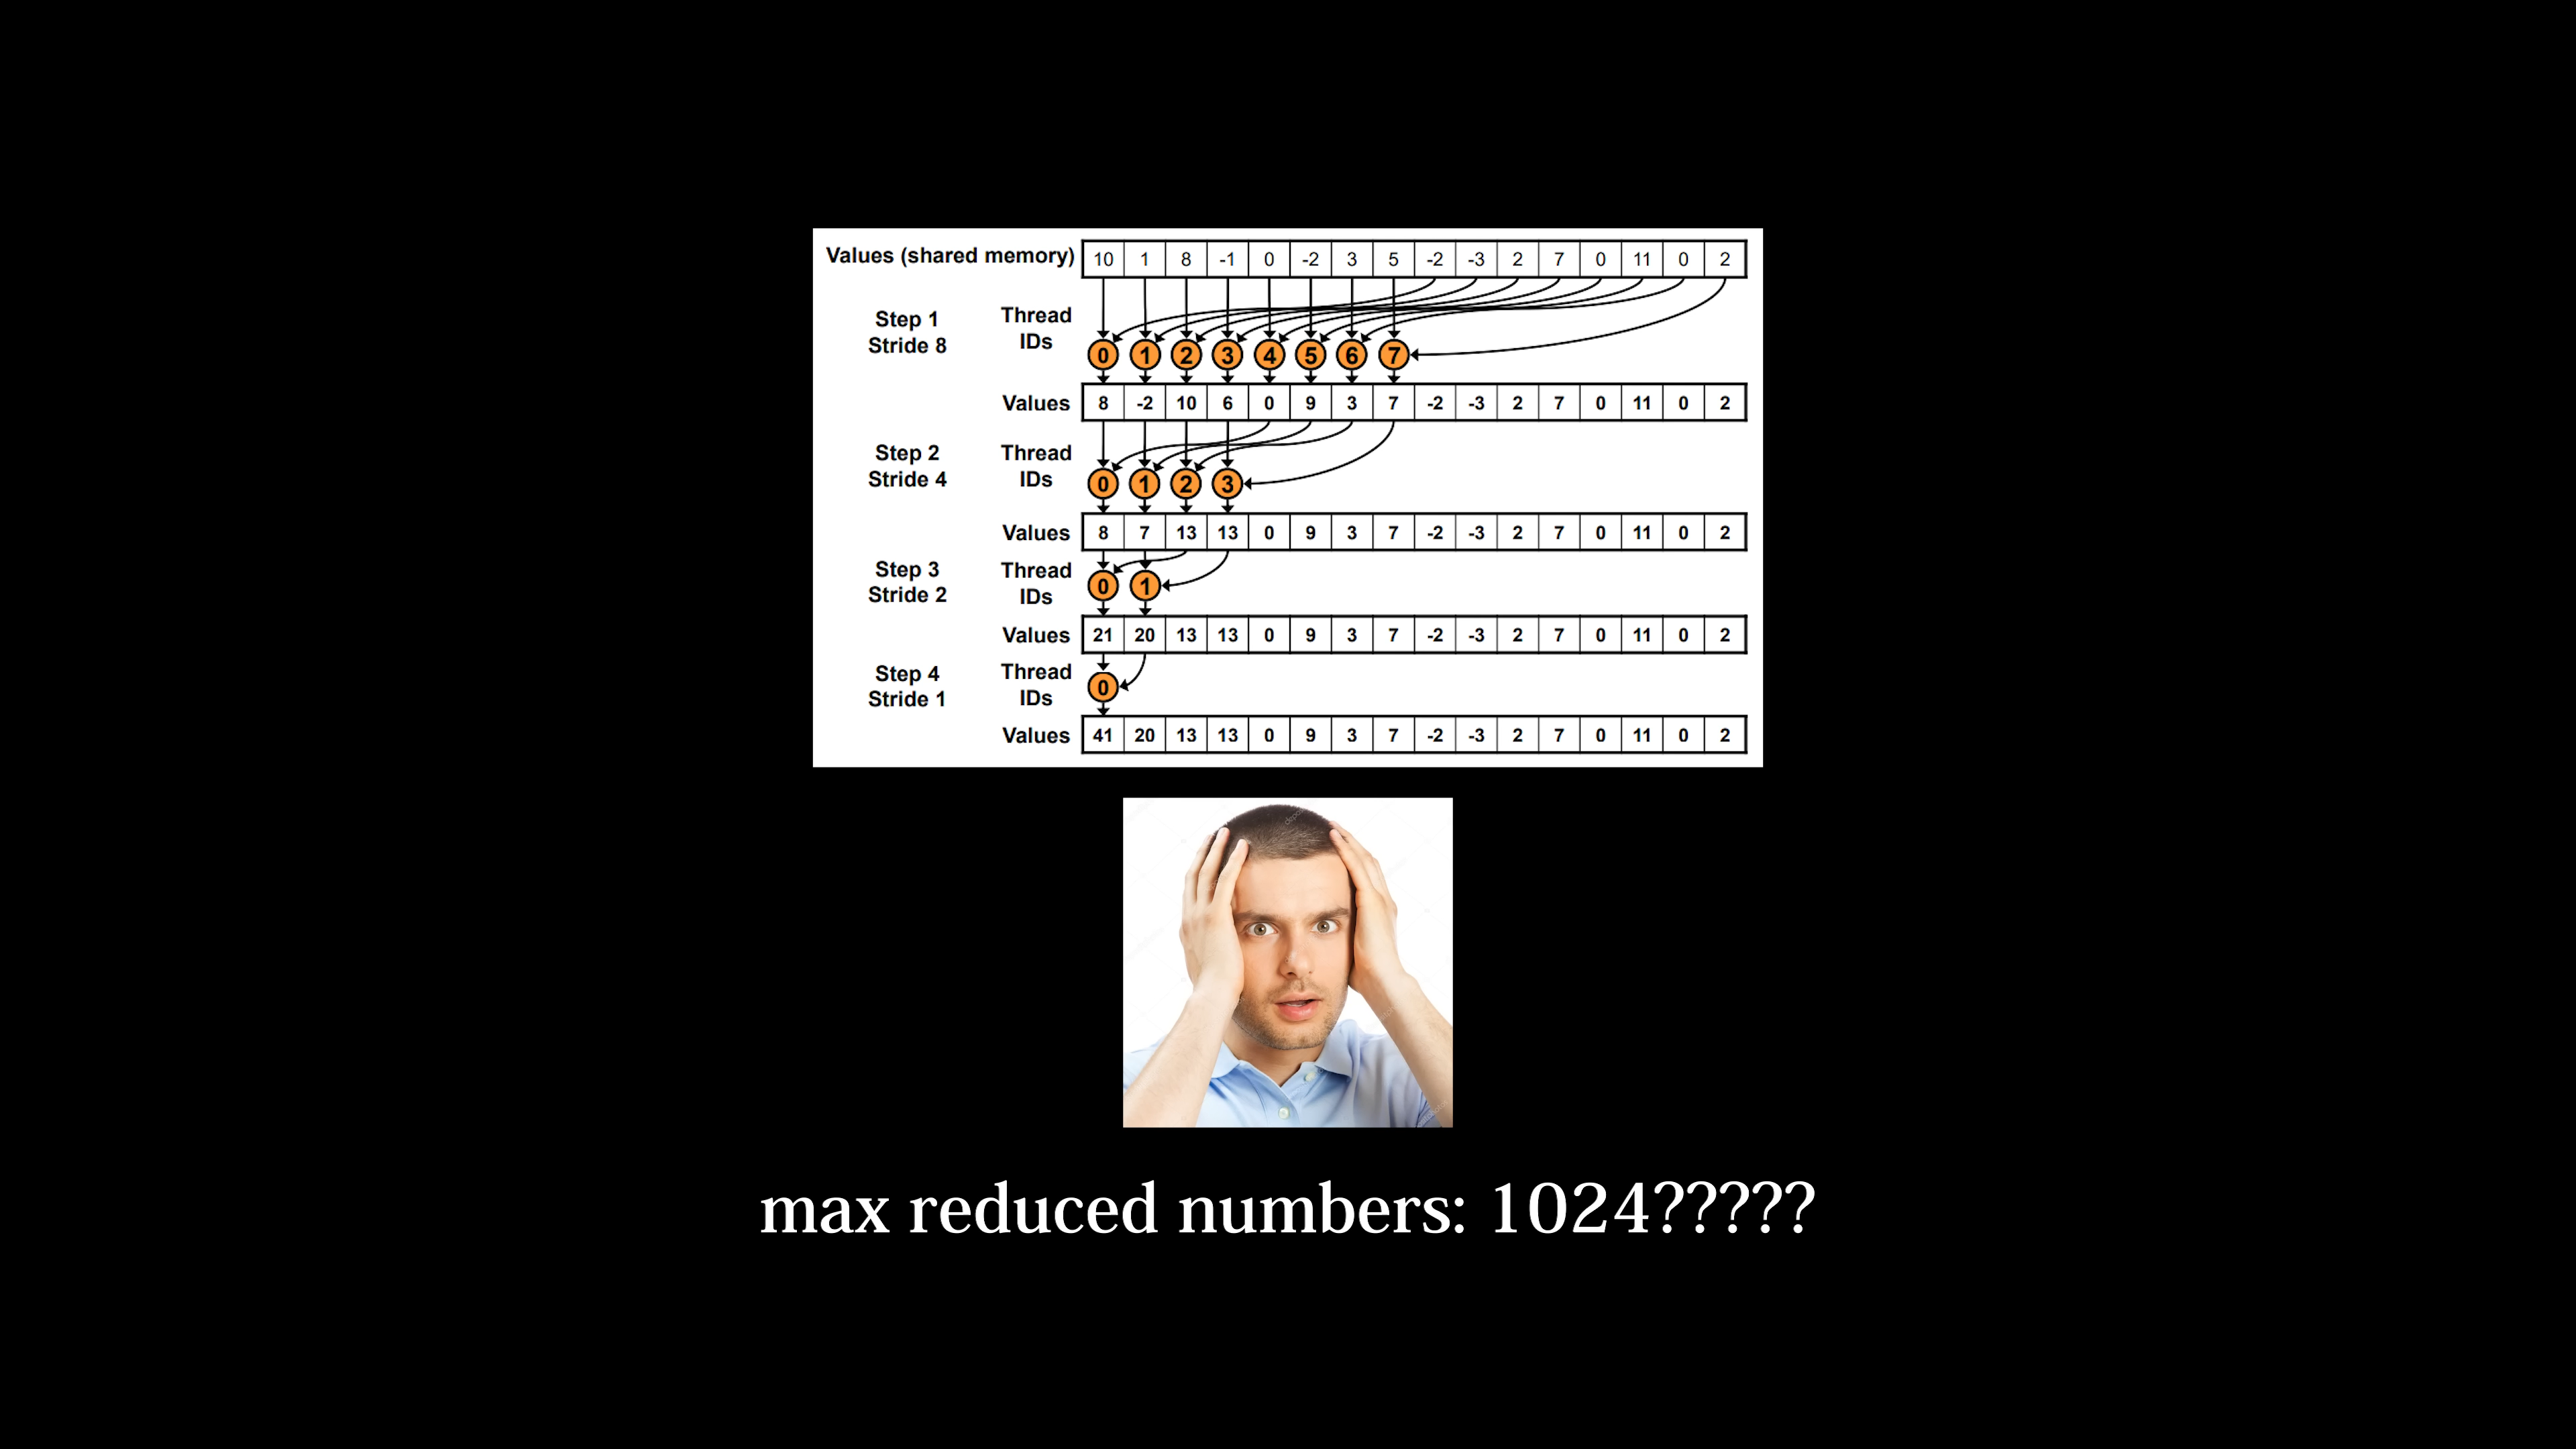 Values (shared memory) 10 1 8 -1 0 -2 3 5 -2 -3 2 7 0 11 0 2
Step 1
Stride 8
Thread
IDs
0 1 2 3 4 5 6 7
Values 8 -2 10 6 0 9 3 7 -2 -3 2 7 0 11 0 2
Step 2
Stride 4
Thread
IDs
0 1 2 3
Values 8 7 13 13 0 9 3 7 -2 -3 2 7 0 11 0 2
Step 3
Stride 2
Thread
IDs
0 1
Values 21 20 13 13 0 9 3 7 -2 -3 2 7 0 11 0 2
Step 4
Stride 1
Thread
IDs
0
Values 41 20 13 13 0 9 3 7 -2 -3 2 7 0 11 0 2
max reduced numbers: 1024?????